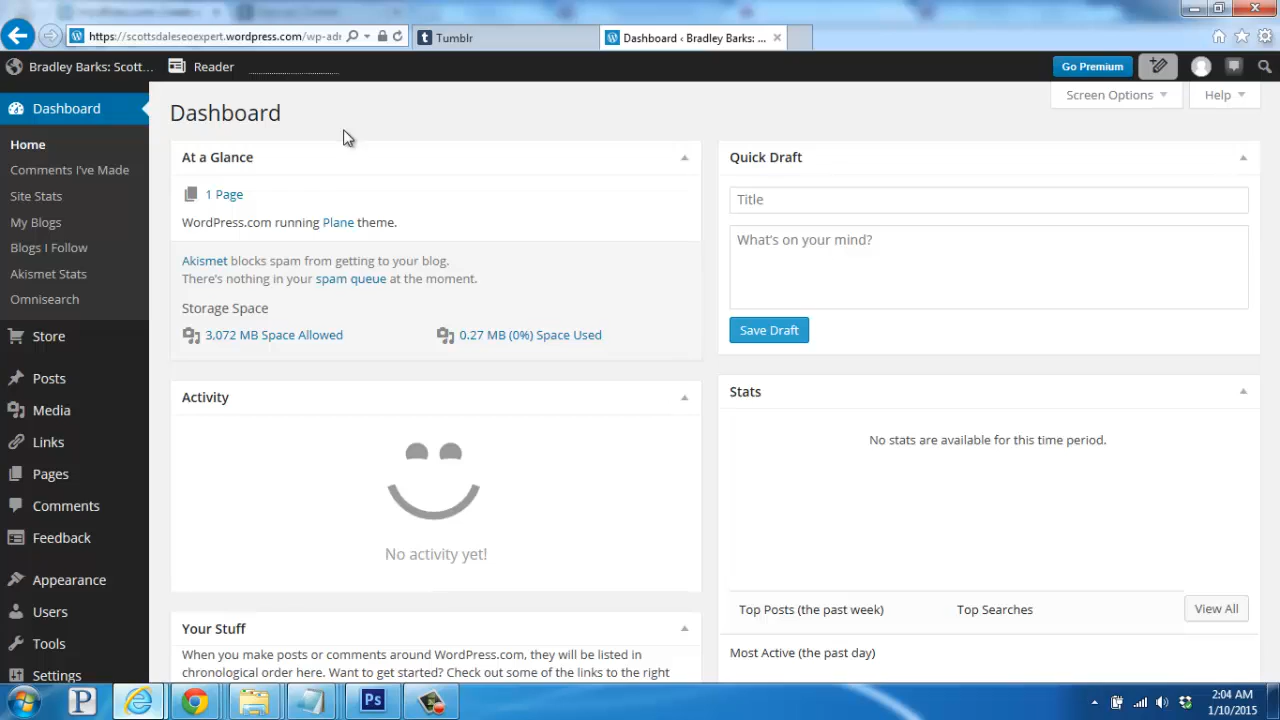 https://scottsdaleseoexpert.wordpress.com/wp-adı
Tumblr
Dashboard ‹ Bradley Barks: ...
Bradley Barks: Scott...
Reader
Go Premium
Dashboard
Home
Comments I've Made
Site Stats
My Blogs
Blogs I Follow
Akismet Stats
Omnisearch
Store
Posts
Media
Links
Pages
Comments
Feedback
Appearance
Users
Tools
Settings
Screen Options
Help
Dashboard
At a Glance
1 Page
WordPress.com running Plane theme.
Akismet blocks spam from getting to your blog.
There's nothing in your spam queue at the moment.
Storage Space
3,072 MB Space Allowed
0.27 MB (0%) Space Used
Activity
No activity yet!
Your Stuff
When you make posts or comments around WordPress.com, they will be listed in
chronological order here. Want to get started? Check out some of the links to the right
Quick Draft
Title
What's on your mind?
Save Draft
Stats
No stats are available for this time period.
Top Posts (the past week)
Top Searches
View All
Most Active (the past day)
P
Ps
2:04 AM
1/10/2015